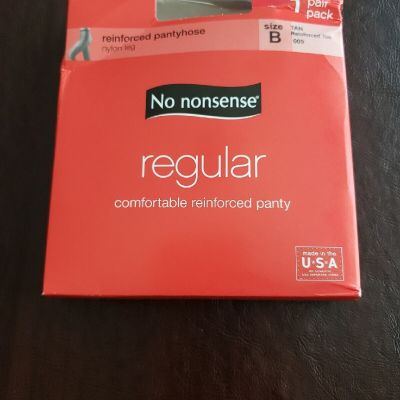 1 pair
pack
reinforced pantyhose
nylon leg
size
B
TAN
Reinforced Toe
No nonsense®
regular
comfortable reinforced panty
made in the
U•S•A